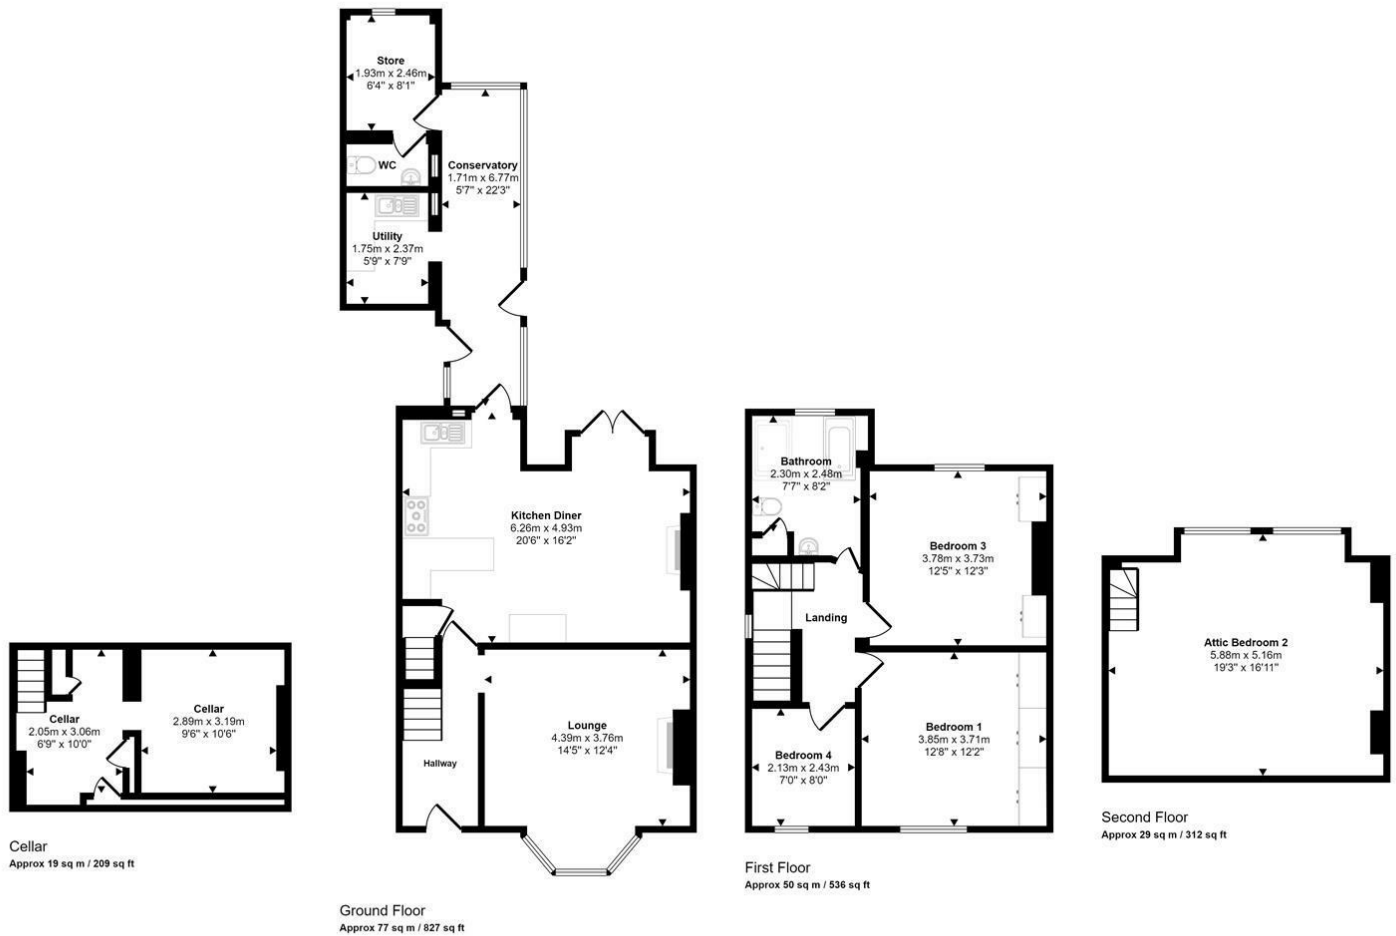 Store
1.93m x 2.46m
6'4" x 8'1"
WC
Conservatory
1.71m x 6.77m
5'7" x 22'3"
Utility
1.75m x 2.37m
5'9" x 7'9"
Kitchen Diner
6.26m x 4.93m
20'6" x 16'2"
Lounge
4.39m x 3.76m
14'5" x 12'4"
Hallway
Ground Floor
Approx 77 sq m / 827 sq ft
Cellar
2.05m x 3.06m
6'9" x 10'0"
Cellar
2.89m x 3.19m
9'6" x 10'6"
Cellar
Approx 19 sq m / 209 sq ft
Bathroom
2.30m x 2.48m
7'7" x 8'2"
Bedroom 3
3.78m x 3.73m
12'5" x 12'3"
Landing
Bedroom 1
3.85m x 3.71m
12'8" x 12'2"
Bedroom 4
2.13m x 2.43m
7'0" x 8'0"
First Floor
Approx 50 sq m / 536 sq ft
Attic Bedroom 2
5.88m x 5.16m
19'3" x 16'11"
Second Floor
Approx 29 sq m / 312 sq ft